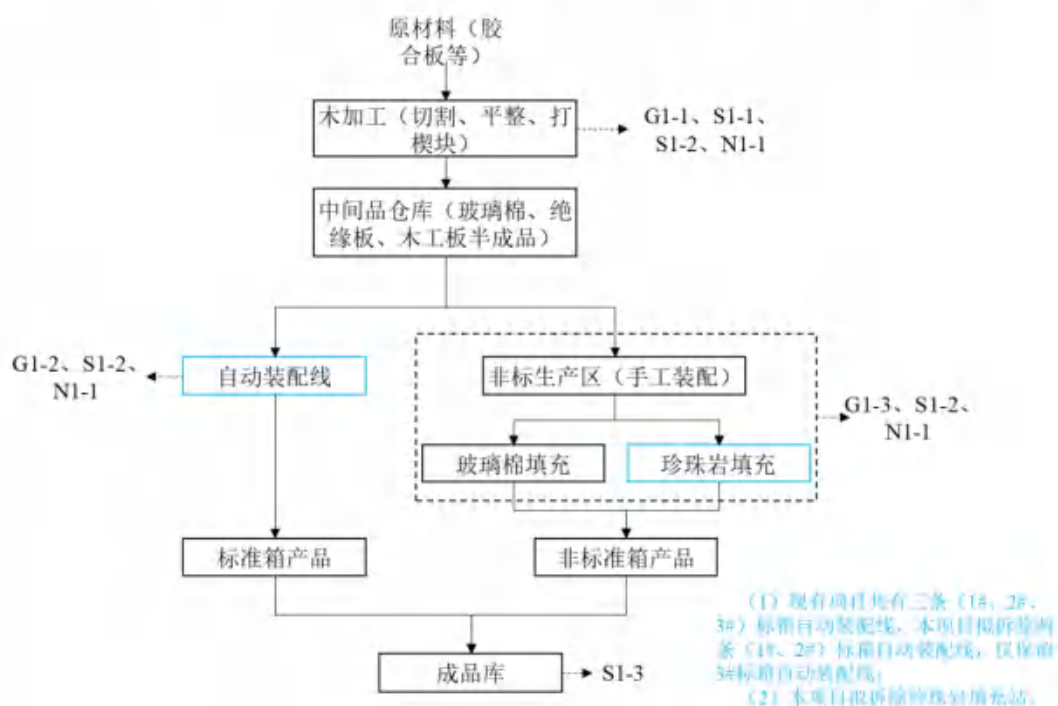 原材料（胶
合板等）
木加工（切割、平整、打
楔块）
G1-1、S1-1、
S1-2、N1-1
中间品仓库（玻璃棉、绝
缘板、木工板半成品）
G1-2、S1-2、
N1-1
自动装配线
非标生产区（手工装配）
G1-3、S1-2、
N1-1
玻璃棉填充
珍珠岩填充
标准箱产品
非标准箱产品
成品库
S1-3
（1）现有项目共有三条（1#、2#、
3#）标箱自动装配线，本项目拟拆除两
条（1#、2#）标箱自动装配线，仅保留
3#标箱自动装配线；
（2）本项目拟拆除珍珠岩填充站。